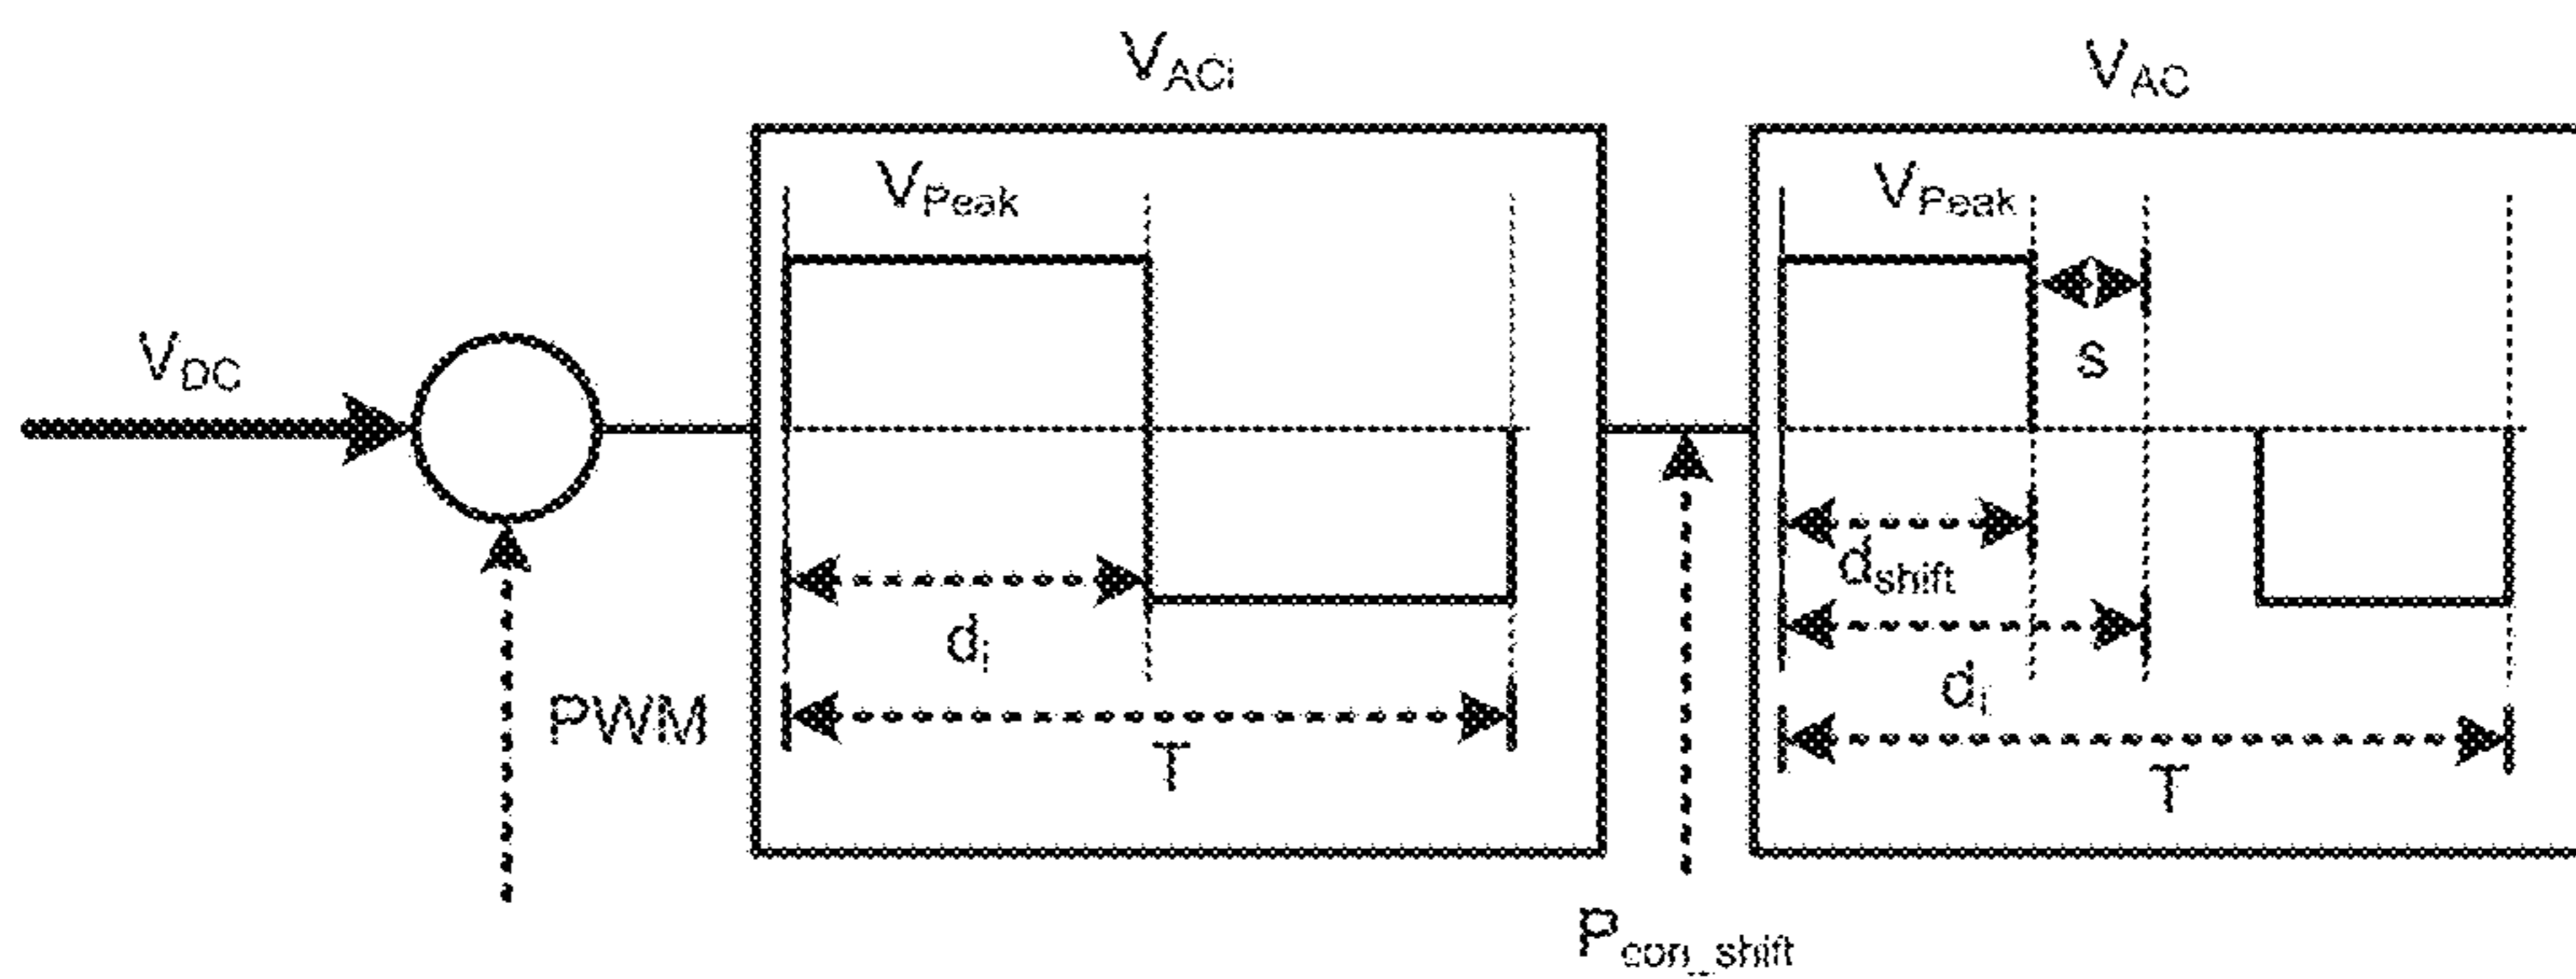 V_ACi
V_AC
V_Peak
V_Peak
V_DC
S
d_shift
d_i
d_i
PWM
T
T
P_con_shift